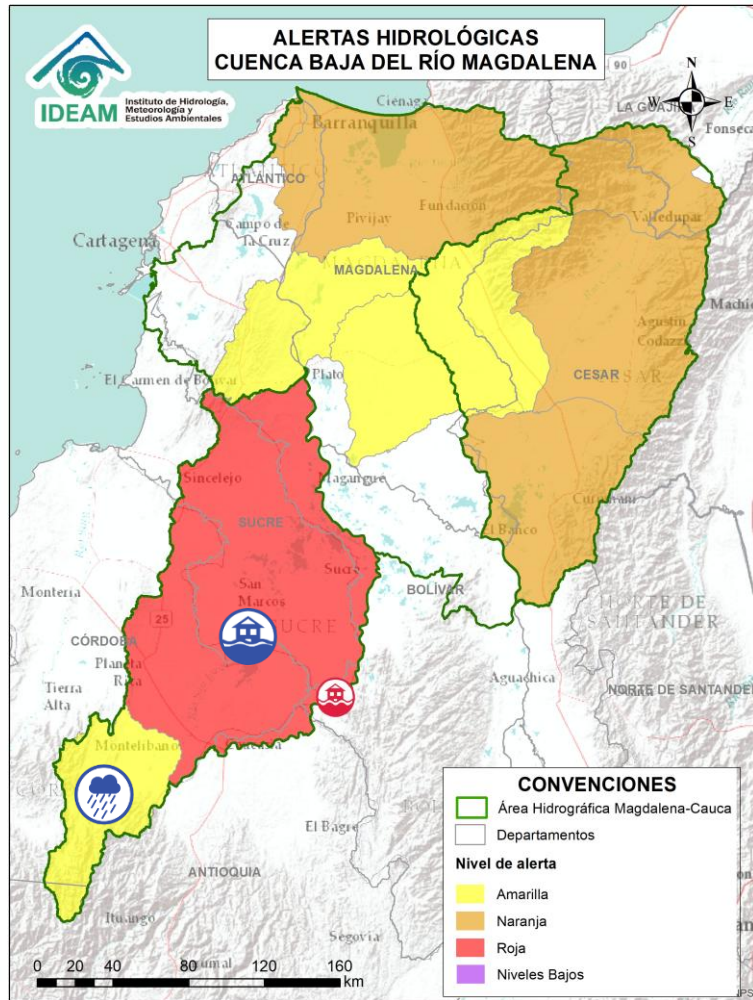 ALERTAS HIDROLÓGICAS
CUENCA BAJA DEL RÍO MAGDALENA
IDEAM
Instituto de Hidrología,
Meteorología y
Estudios Ambientales
90
N
W
E
S
Ciénaga
LA GUAJI
Fonseca
Barranquilla
ATLÁNTICO
Campo de
la Cruz
Pivijay
Fundación
Valledupar
Cartagena
MAGDALENA
Agustín
Codazzi
El Carmen de Bolívar
Plato
CESAR
Sincelejo
Magangue
SUCRE
El Banco
Sucre
San
Marcos
SUCRE
BOLÍVAR
Montería
25
CÓRDOBA
NORTE DE
SANTANDER
Planeta
Rica
Aguachica
NORTE DE SANTANDER
Tierra
Alta
Montelibano
El Bagre
ANTIOQUIA
Ituango
Segovia
CONVENCIONES
Área Hidrográfica Magdalena-Cauca
Departamentos
Nivel de alerta
Amarilla
Naranja
Roja
Niveles Bajos
0 20 40 80 120 160
km